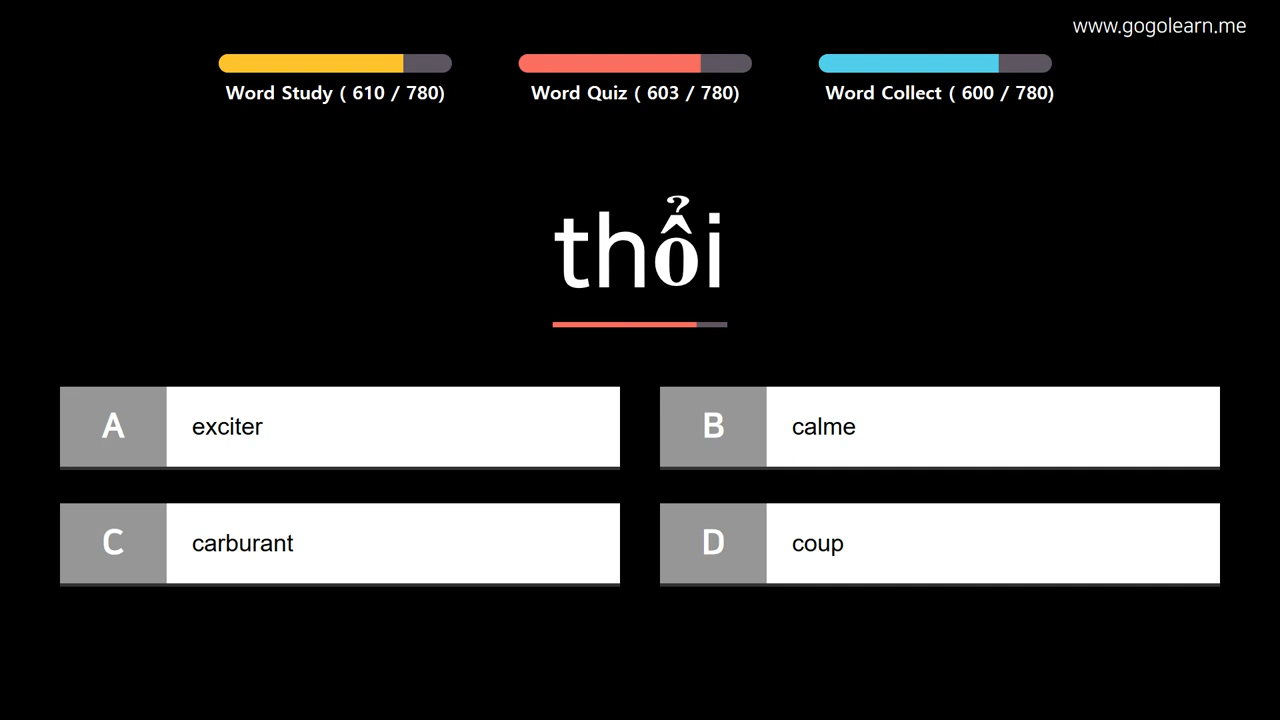 www.gogolearn.me
Word Study ( 610 / 780)
Word Quiz ( 603 / 780)
Word Collect ( 600 / 780)
thổi
A exciter
B calme
C carburant
D coup